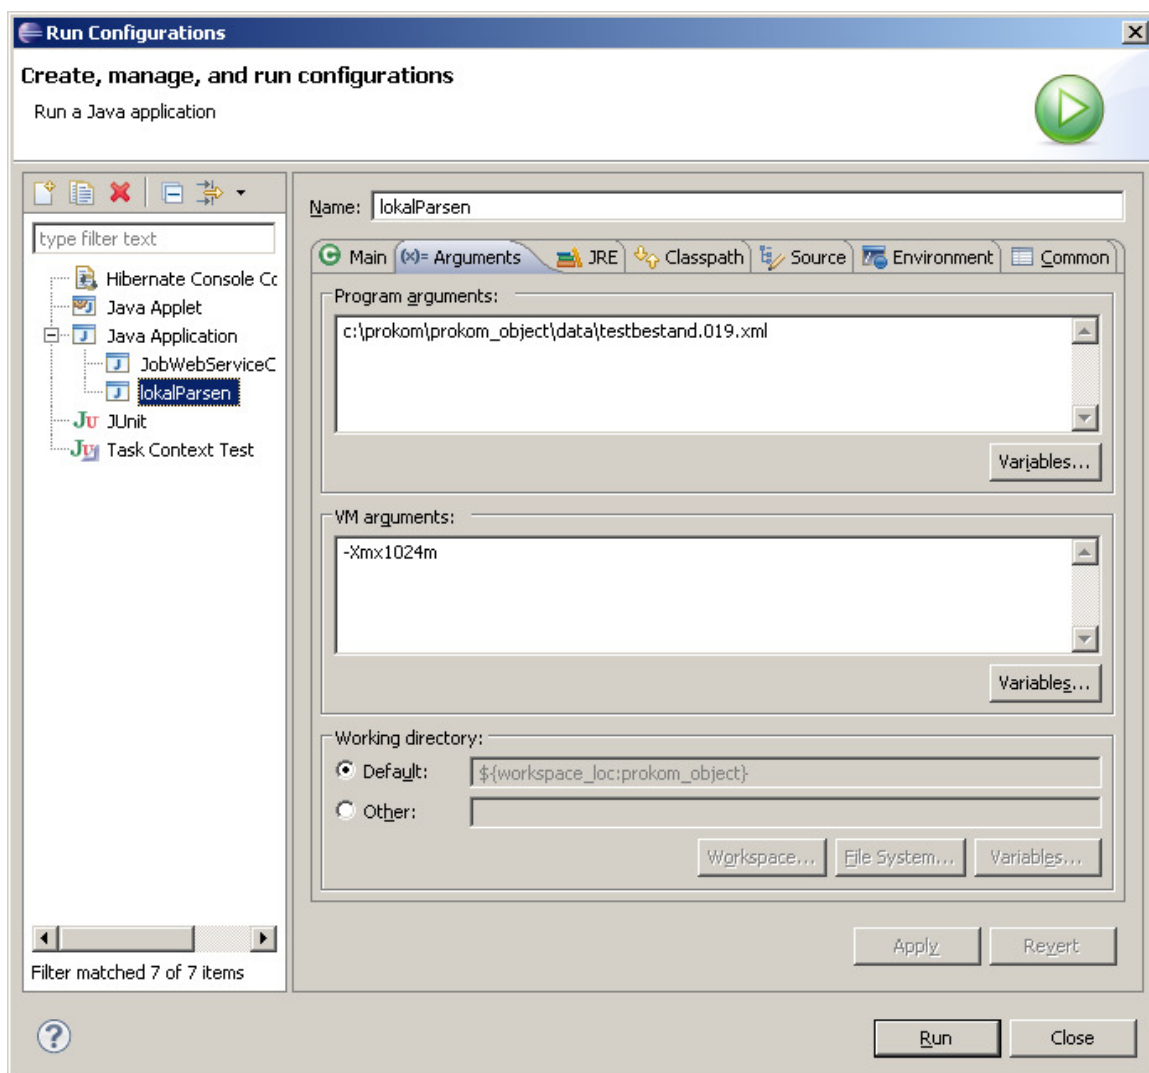 Run Configurations
Create, manage, and run configurations
Run a Java application
type filter text
Hibernate Console Co
Java Applet
Java Application
JobWebServiceC
lokalParsen
JUnit
Task Context Test
Filter matched 7 of 7 items
Name: lokalParsen
Main (x)= Arguments JRE Classpath Source Environment Common
Program arguments:
c:\prokom\prokom_object\data\testbestand.019.xml
Variables...
VM arguments:
-Xmx1024m
Variables...
Working directory:
Default: ${workspace_loc:prokom_object}
Other:
Workspace... File System... Variables...
Apply Revert
Run Close